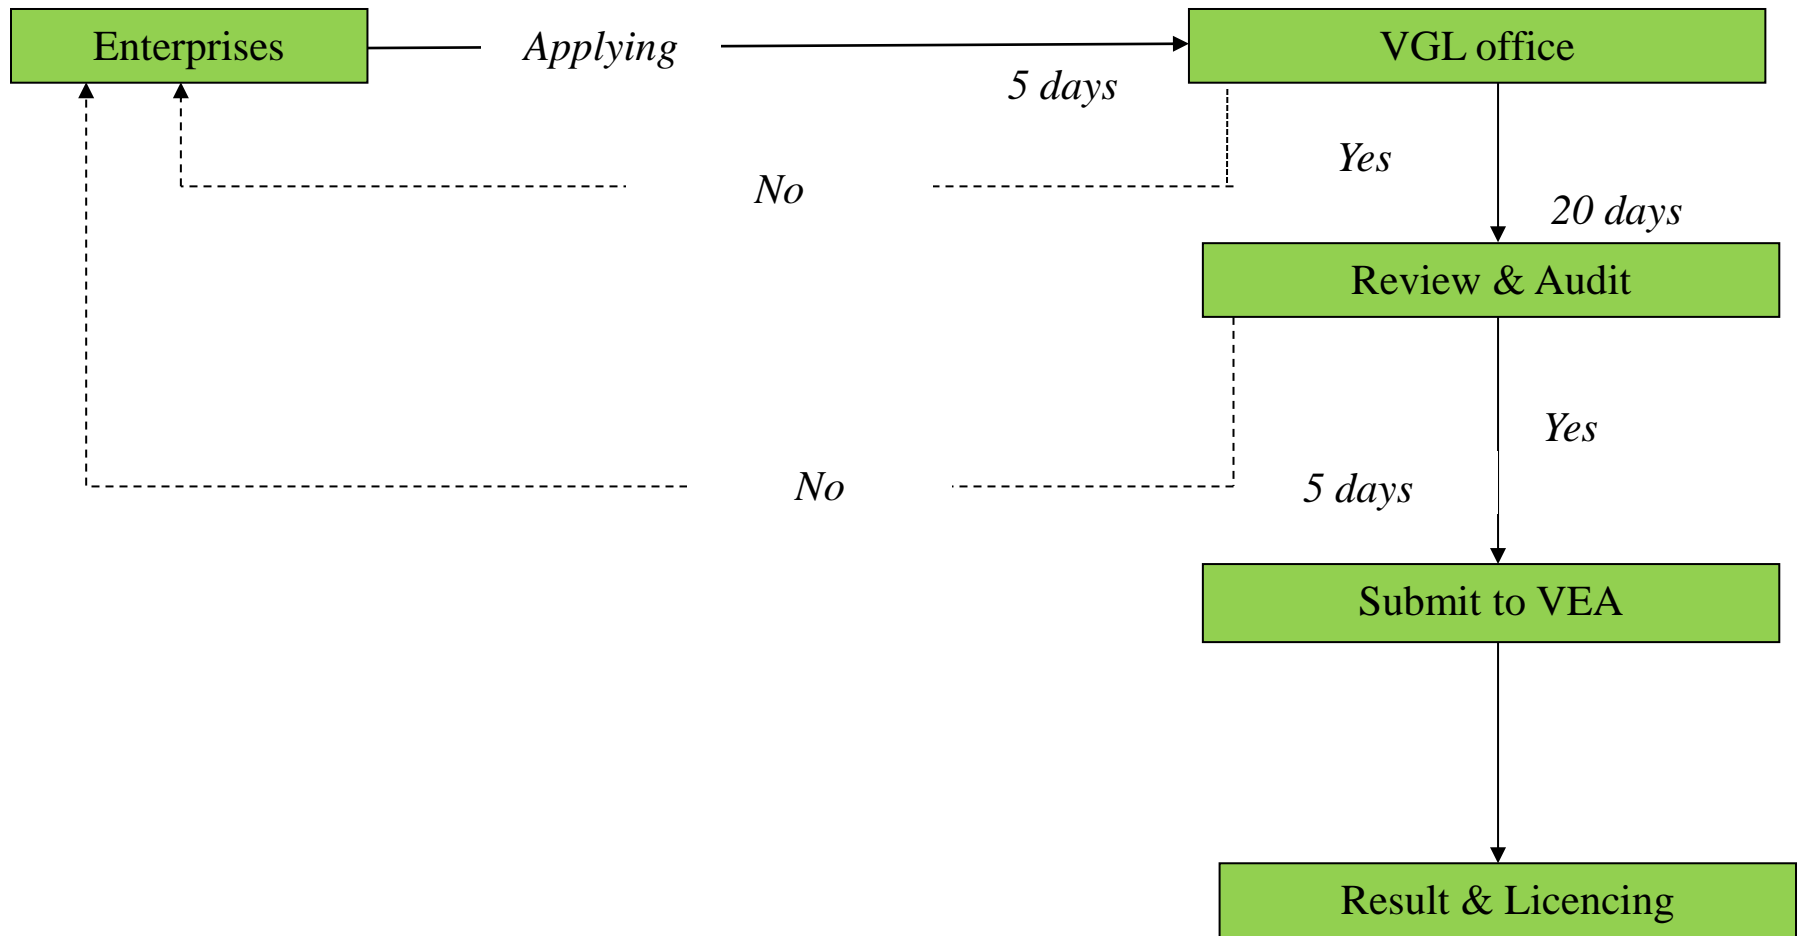 Enterprises
Applying
VGL office
5 days
Yes
No
20 days
Review & Audit
Yes
No
5 days
Submit to VEA
Result & Licencing